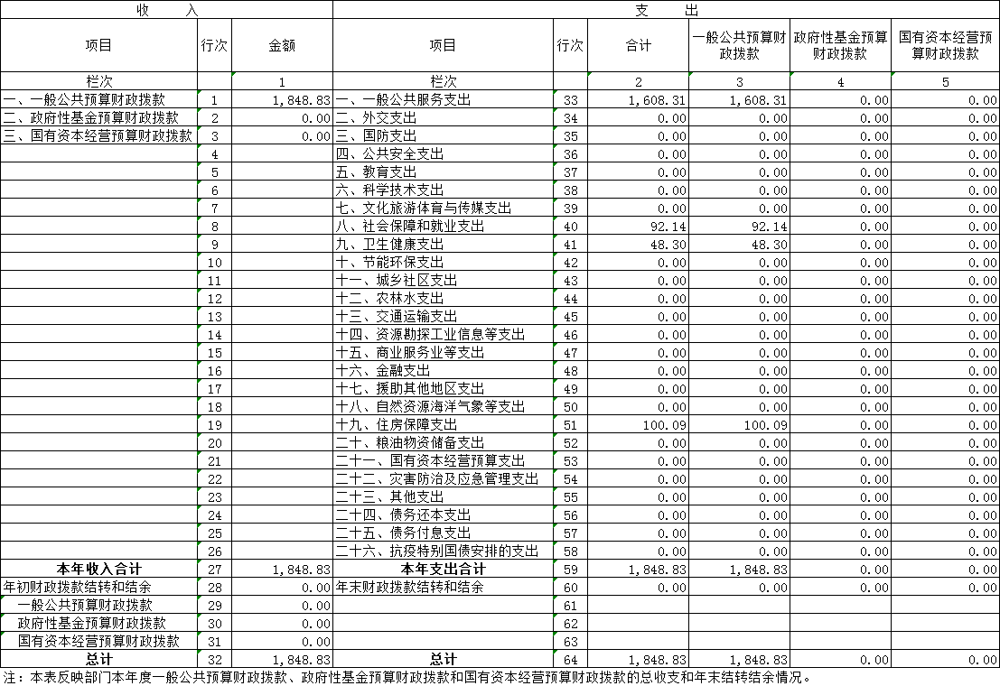 收 入 支 出
项目 行次 金额 项目 行次 合计 一般公共预算财政拨款 政府性基金预算财政拨款 国有资本经营预算财政拨款
栏次 1 栏次 2 3 4 5
一、一般公共预算财政拨款 1 1,848.83 一、一般公共服务支出 33 1,608.31 1,608.31 0.00 0.00
二、政府性基金预算财政拨款 2 0.00 二、外交支出 34 0.00 0.00 0.00 0.00
三、国有资本经营预算财政拨款 3 0.00 三、国防支出 35 0.00 0.00 0.00 0.00
4 四、公共安全支出 36 0.00 0.00 0.00 0.00
5 五、教育支出 37 0.00 0.00 0.00 0.00
6 六、科学技术支出 38 0.00 0.00 0.00 0.00
7 七、文化旅游体育与传媒支出 39 0.00 0.00 0.00 0.00
8 八、社会保障和就业支出 40 92.14 92.14 0.00 0.00
9 九、卫生健康支出 41 48.30 48.30 0.00 0.00
10 十、节能环保支出 42 0.00 0.00 0.00 0.00
11 十一、城乡社区支出 43 0.00 0.00 0.00 0.00
12 十二、农林水支出 44 0.00 0.00 0.00 0.00
13 十三、交通运输支出 45 0.00 0.00 0.00 0.00
14 十四、资源勘探工业信息等支出 46 0.00 0.00 0.00 0.00
15 十五、商业服务业等支出 47 0.00 0.00 0.00 0.00
16 十六、金融支出 48 0.00 0.00 0.00 0.00
17 十七、援助其他地区支出 49 0.00 0.00 0.00 0.00
18 十八、自然资源海洋气象等支出 50 0.00 0.00 0.00 0.00
19 十九、住房保障支出 51 100.09 100.09 0.00 0.00
20 二十、粮油物资储备支出 52 0.00 0.00 0.00 0.00
21 二十一、国有资本经营预算支出 53 0.00 0.00 0.00 0.00
22 二十二、灾害防治及应急管理支出 54 0.00 0.00 0.00 0.00
23 二十三、其他支出 55 0.00 0.00 0.00 0.00
24 二十四、债务还本支出 56 0.00 0.00 0.00 0.00
25 二十五、债务付息支出 57 0.00 0.00 0.00 0.00
26 二十六、抗疫特别国债安排的支出 58 0.00 0.00 0.00 0.00
本年收入合计 27 1,848.83 本年支出合计 59 1,848.83 1,848.83 0.00 0.00
年初财政拨款结转和结余 28 0.00 年末财政拨款结转和结余 60 0.00 0.00 0.00 0.00
一般公共预算财政拨款 29 0.00 61
政府性基金预算财政拨款 30 0.00 62
国有资本经营预算财政拨款 31 0.00 63
总计 32 1,848.83 总计 64 1,848.83 1,848.83 0.00 0.00
注：本表反映部门本年度一般公共预算财政拨款、政府性基金预算财政拨款和国有资本经营预算财政拨款的总收支和年末结转结余情况。